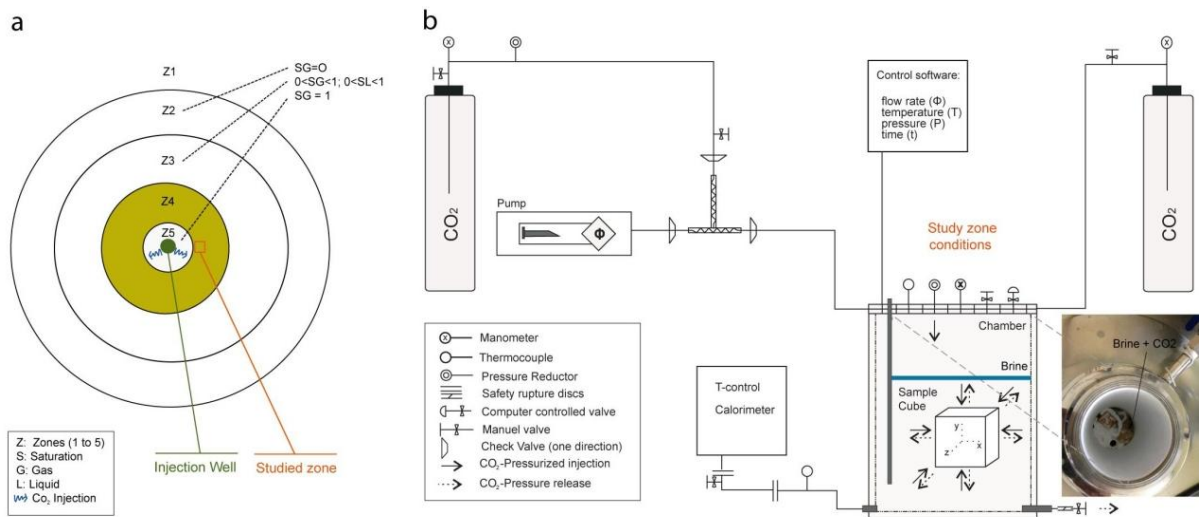 a
Z1
Z2
Z3
Z4
Z5
SG=O
0<SG<1; 0<SL<1
SG = 1
Z: Zones (1 to 5)
S: Saturation
G: Gas
L: Liquid
Co₂ Injection
Injection Well
Studied zone
b
x
CO₂
Pump
Φ
Control software:
flow rate (Φ)
temperature (T)
pressure (P)
time (t)
x
CO₂
Study zone
conditions
x
Chamber
Brine
Sample
Cube
y
x
z
Brine + CO2
T-control
Calorimeter
x
Manometer
Thermocouple
Pressure Reductor
Safety rupture discs
Computer controlled valve
Manuel valve
Check Valve (one direction)
CO₂-Pressurized injection
CO₂-Pressure release